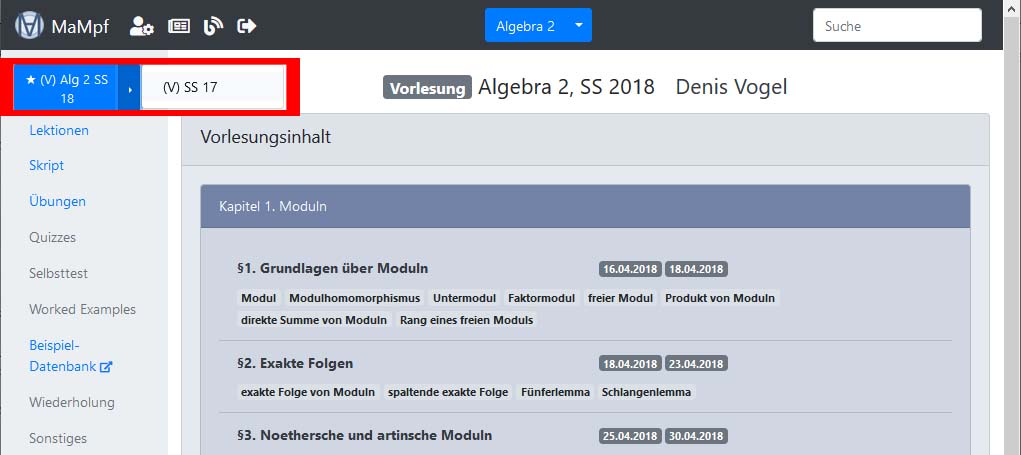 MaMpf
Algebra 2
Suche
★ (V) Alg 2 SS
18
(V) SS 17
Vorlesung Algebra 2, SS 2018 Denis Vogel
Lektionen
Skript
Übungen
Quizzes
Selbsttest
Worked Examples
Beispiel-
Datenbank
Wiederholung
Sonstiges
Vorlesungsinhalt
Kapitel 1. Moduln
§1. Grundlagen über Moduln 16.04.2018 18.04.2018
Modul Modulhomomorphismus Untermodul Faktormodul freier Modul Produkt von Moduln
direkte Summe von Moduln Rang eines freien Moduls
§2. Exakte Folgen 18.04.2018 23.04.2018
exakte Folge von Moduln spaltende exakte Folge Fünferlemma Schlangenlemma
§3. Noethersche und artinsche Moduln 25.04.2018 30.04.2018